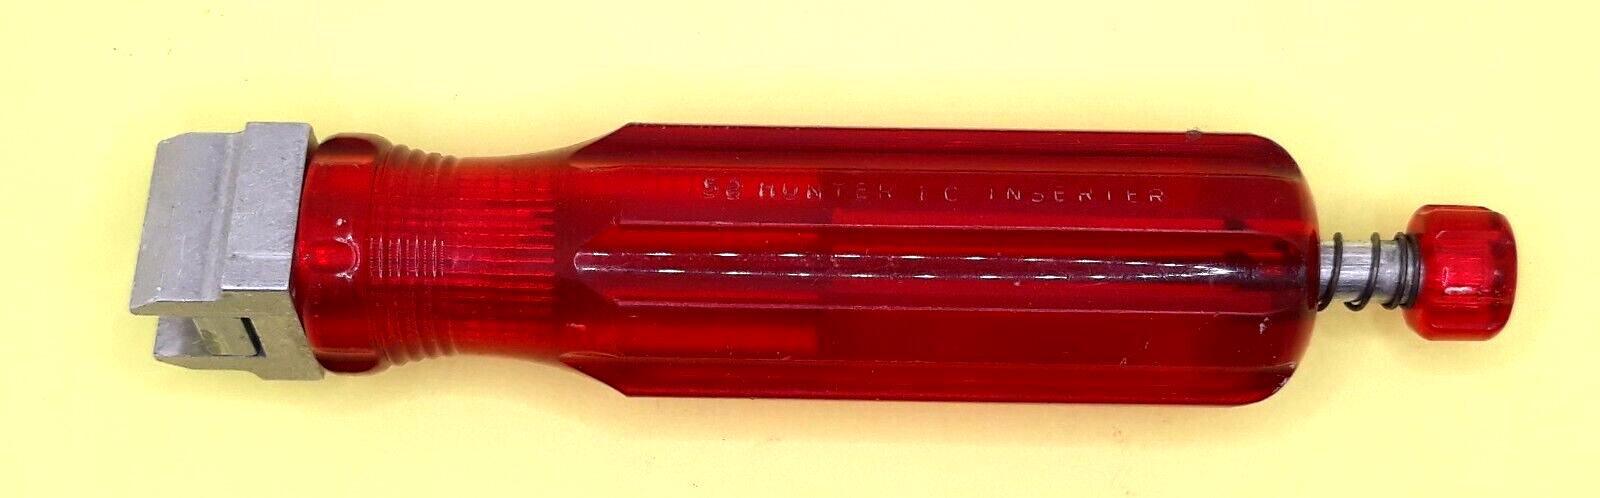 HUNTER IC INSERTER